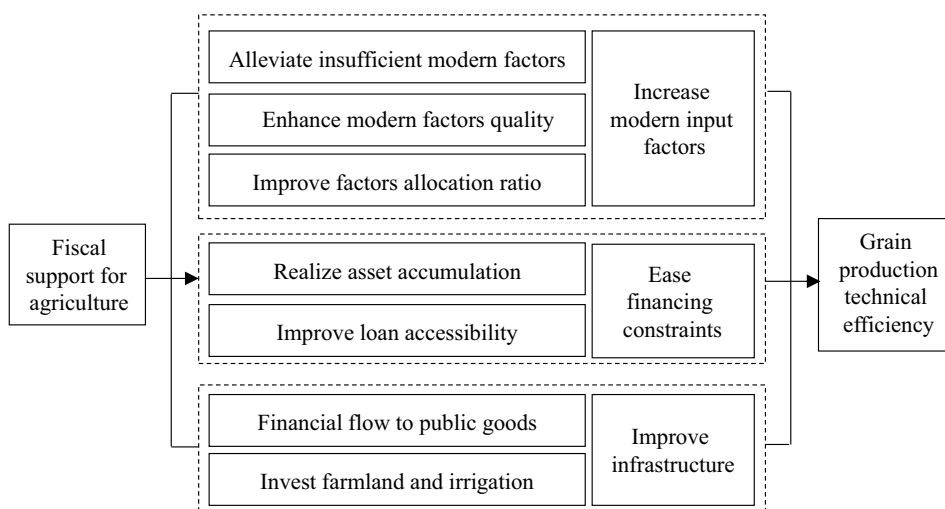 Fiscal
support for
agriculture
Alleviate insufficient modern factors
Enhance modern factors quality
Improve factors allocation ratio
Increase
modern input
factors
Realize asset accumulation
Improve loan accessibility
Ease
financing
constraints
Financial flow to public goods
Invest farmland and irrigation
Improve
infrastructure
Grain
production
technical
efficiency